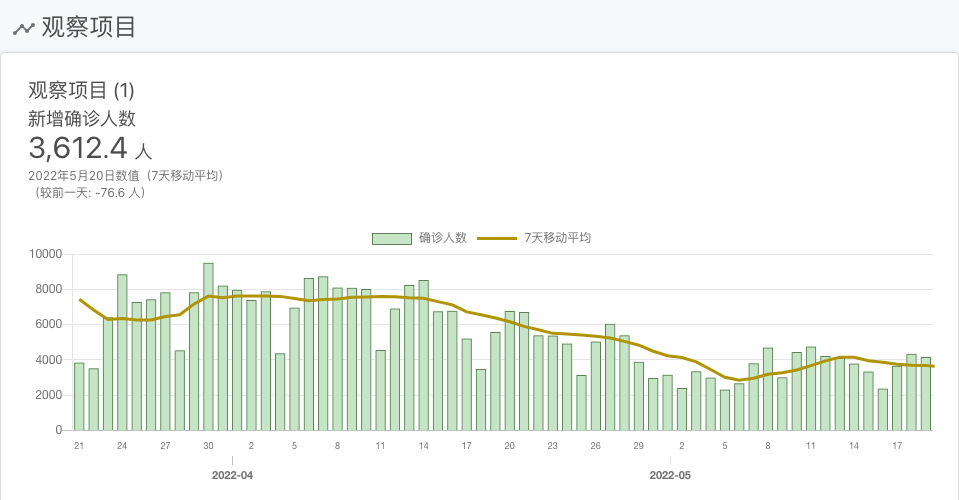 观察项目
观察项目 (1)
新增确诊人数
3,612.4 人
2022年5月20日数值（7天移动平均）
（较前一天: -76.6 人）
确诊人数 7天移动平均
10000
8000
6000
4000
2000
0
21 24 27 30 2 5 8 11 14 17 20 23 26 29 2 5 8 11 14 17
2022-04 2022-05